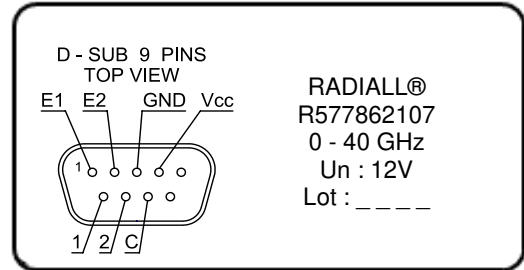 D - SUB 9 PINS
TOP VIEW
E1 E2 GND Vcc
1
1 2 C
RADIALL®
R577862107
0 - 40 GHz
Un : 12V
Lot : _ _ _ _